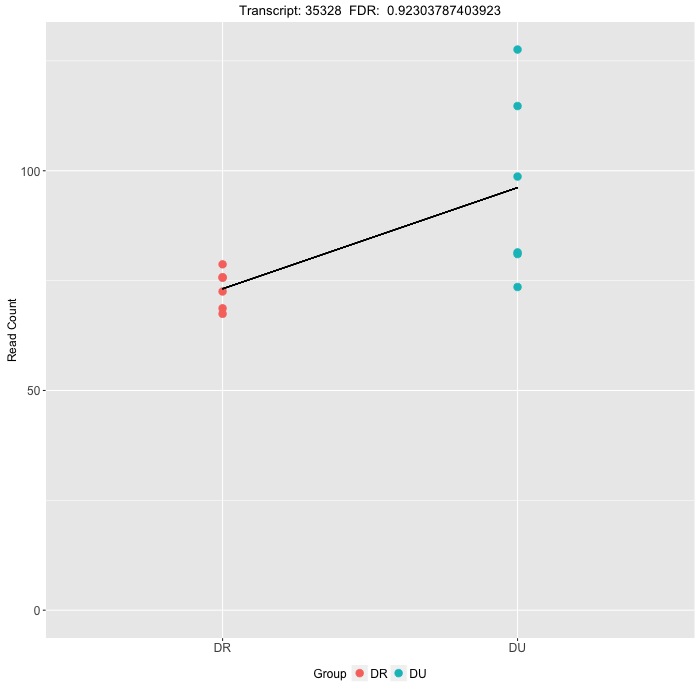 Transcript: 35328 FDR: 0.92303787403923
100
50
0
Read Count
DR DU
Group DR DU